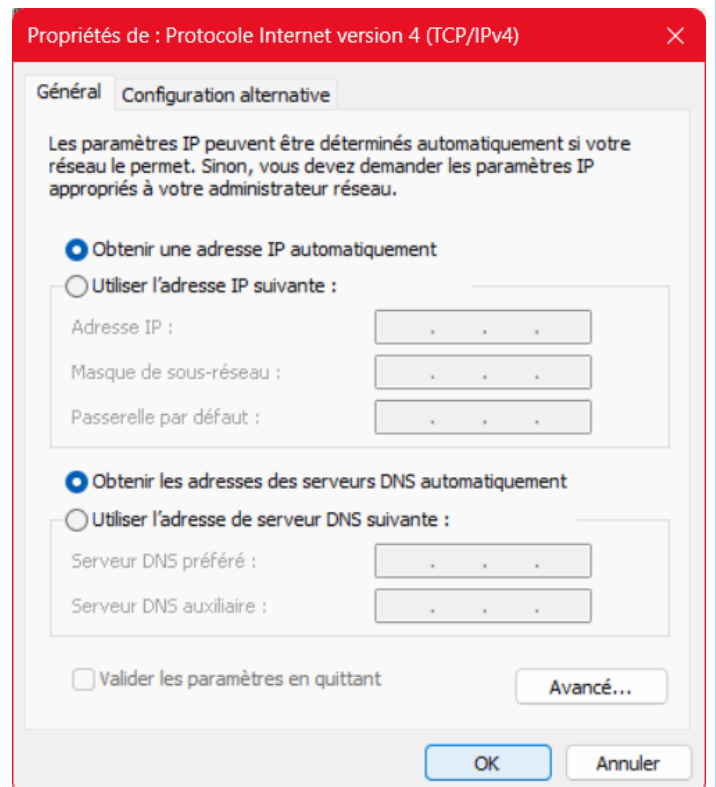 Propriétés de : Protocole Internet version 4 (TCP/IPv4)
Général
Configuration alternative
Les paramètres IP peuvent être déterminés automatiquement si votre
réseau le permet. Sinon, vous devez demander les paramètres IP
appropriés à votre administrateur réseau.
Obtenir une adresse IP automatiquement
Utiliser l'adresse IP suivante :
Adresse IP :
Masque de sous-réseau :
Passerelle par défaut :
Obtenir les adresses des serveurs DNS automatiquement
Utiliser l'adresse de serveur DNS suivante :
Serveur DNS préféré :
Serveur DNS auxiliaire :
Valider les paramètres en quittant
Avancé...
OK
Annuler